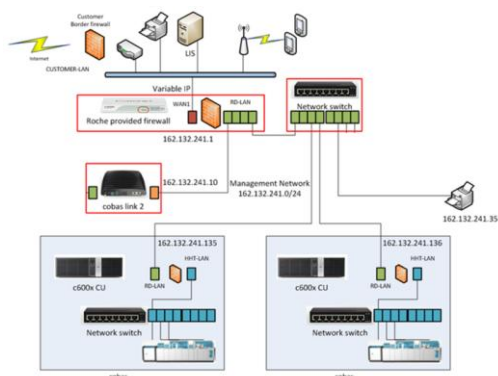 Customer
Border firewall
Internet
CUSTOMER-LAN
LIS
Variable IP
WAN1
RD-LAN
Roche provided firewall
Network switch
162.132.241.1
162.132.241.10
Management Network
162.132.241.0/24
cobas link 2
162.132.241.35
162.132.241.135
HHT-LAN
c600x CU
RD-LAN
Network switch
162.132.241.136
HHT-LAN
c600x CU
RD-LAN
Network switch